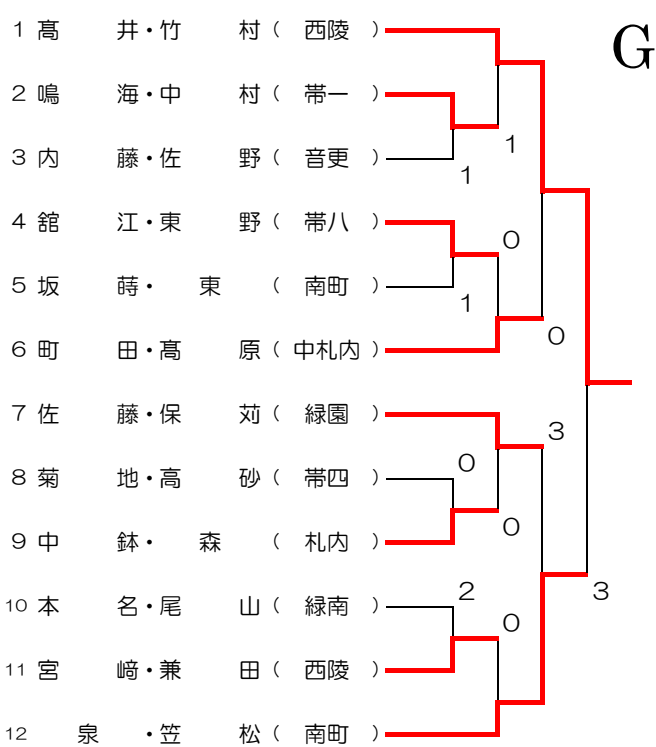 G
1 髙 井・竹 村 ( 西陵 )
2 鳴 海・中 村 ( 帯一 )
1
3 内 藤・佐 野 ( 音更 )
1
4 舘 江・東 野 ( 帯八 )
0
5 坂 蒔・ 東 ( 南町 )
1
0
6 町 田・髙 原 ( 中札内 )
7 佐 藤・保 苅 ( 緑園 )
3
8 菊 地・高 砂 ( 帯四 )
0
9 中 鉢・ 森 ( 札内 )
0
10 本 名・尾 山 ( 緑南 )
2
3
0
11 宮 﨑・兼 田 ( 西陵 )
12 泉 ・笠 松 ( 南町 )